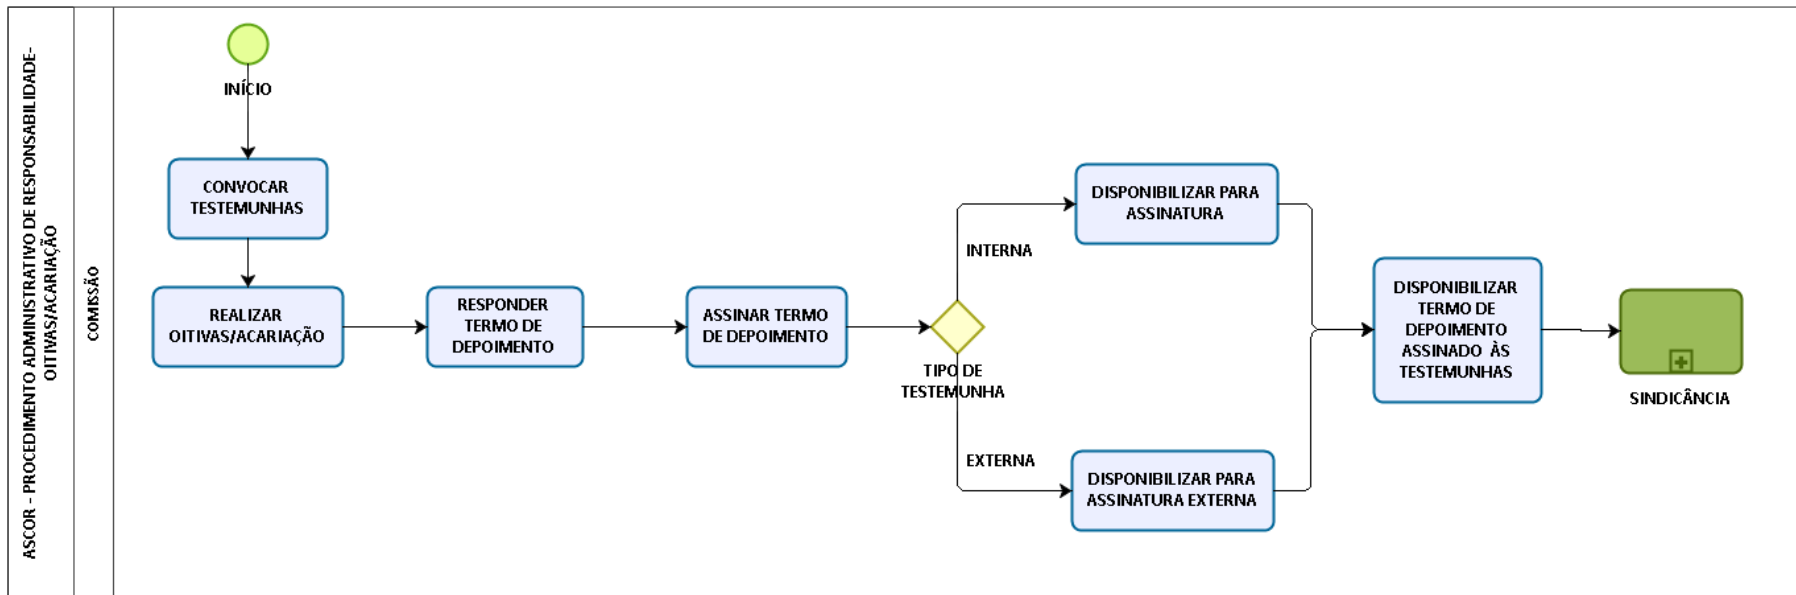 ASCOR - PROCEDIMENTO ADMINISTRATIVO DE RESPONSABILIDADE-
OITIVAS/ACARIAÇÃO
COMISSÃO
INÍCIO
CONVOCAR
TESTEMUNHAS
REALIZAR
OITIVAS/ACARIAÇÃO
RESPONDER
TERMO DE
DEPOIMENTO
ASSINAR TERMO
DE DEPOIMENTO
TIPO DE
TESTEMUNHA
INTERNA
EXTERNA
DISPONIBILIZAR PARA
ASSINATURA
DISPONIBILIZAR PARA
ASSINATURA EXTERNA
DISPONIBILIZAR
TERMO DE
DEPOIMENTO
ASSINADO ÀS
TESTEMUNHAS
SINDICÂNCIA